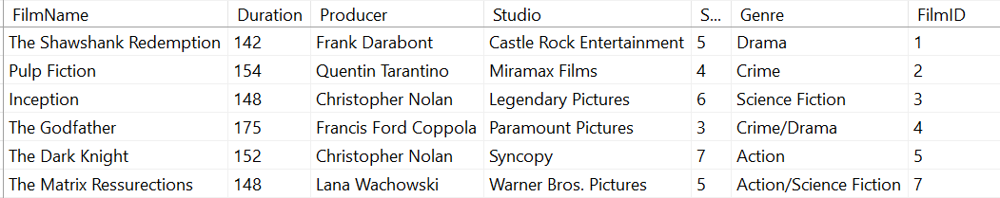 FilmName Duration Producer Studio S... Genre FilmID
The Shawshank Redemption 142 Frank Darabont Castle Rock Entertainment 5 Drama 1
Pulp Fiction 154 Quentin Tarantino Miramax Films 4 Crime 2
Inception 148 Christopher Nolan Legendary Pictures 6 Science Fiction 3
The Godfather 175 Francis Ford Coppola Paramount Pictures 3 Crime/Drama 4
The Dark Knight 152 Christopher Nolan Syncopy 7 Action 5
The Matrix Ressurections 148 Lana Wachowski Warner Bros. Pictures 5 Action/Science Fiction 7